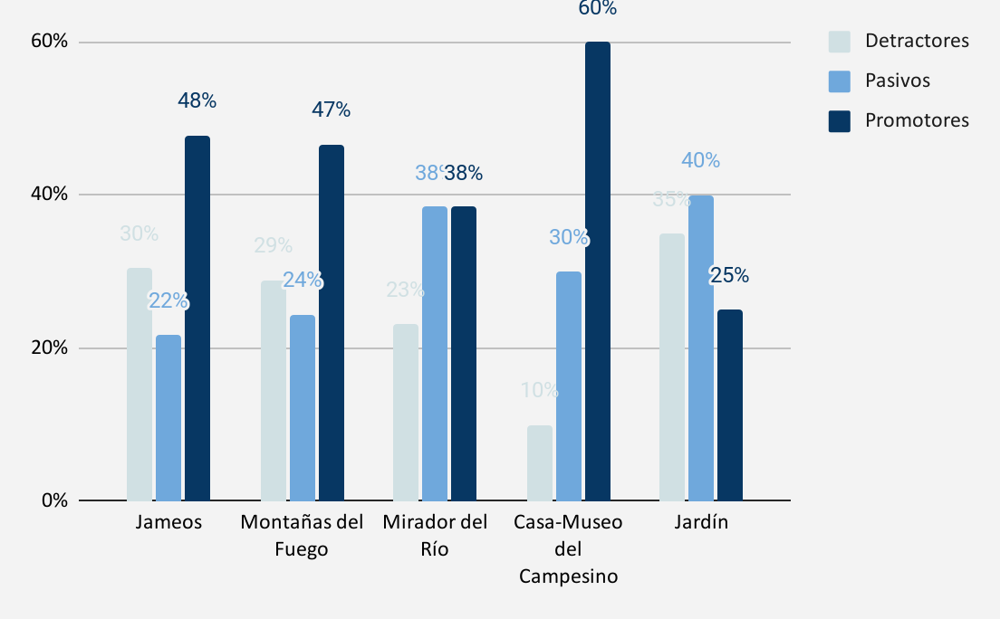 60%
60%
Detractores
Pasivos
Promotores
48%
47%
38%
38%
40%
40%
35%
30%
29%
30%
25%
24%
23%
22%
20%
10%
0%
Jameos
Montañas del
Fuego
Mirador del
Río
Casa-Museo
del
Campesino
Jardín